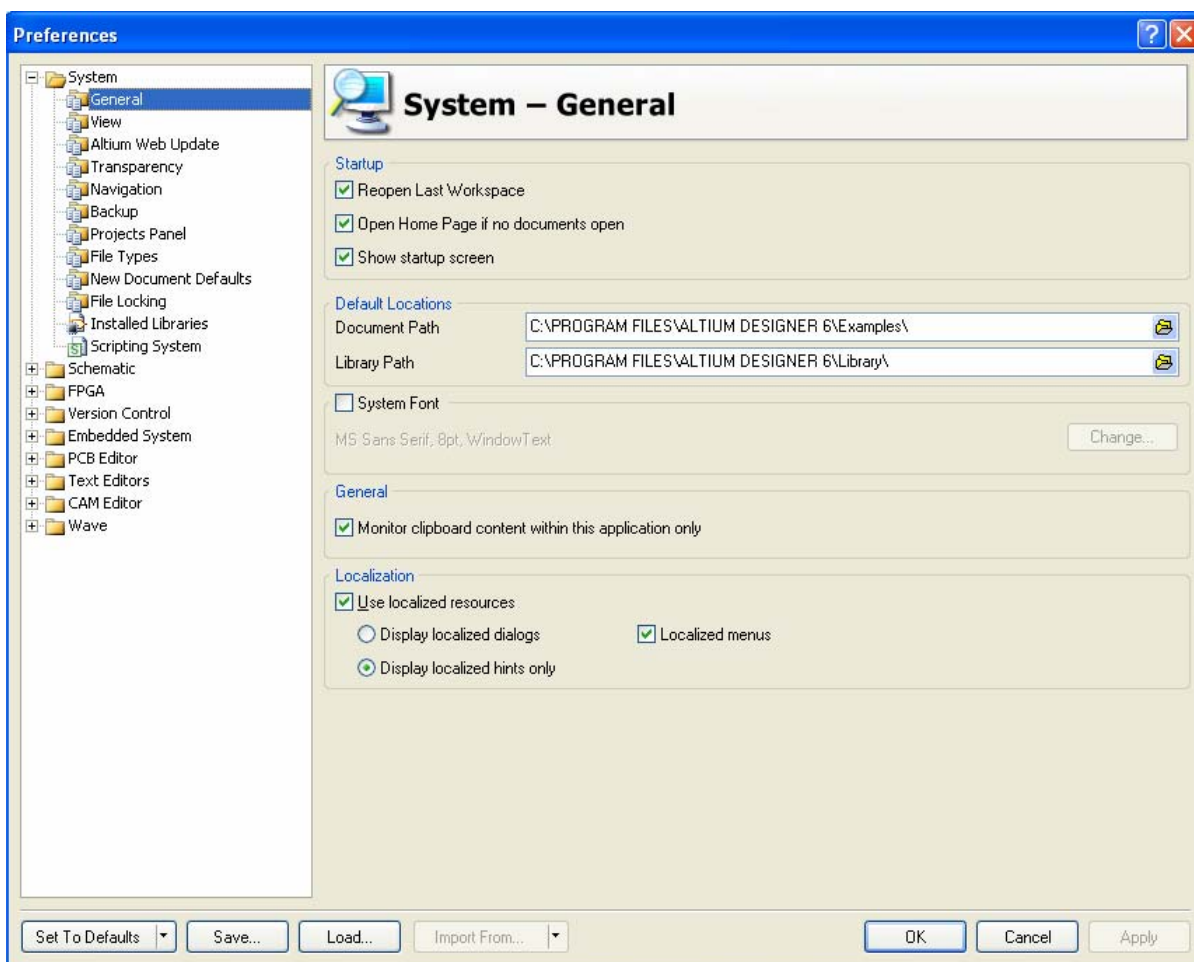 Preferences
System
General
View
Altium Web Update
Transparency
Navigation
Backup
Projects Panel
File Types
New Document Defaults
File Locking
Installed Libraries
Scripting System
Schematic
FPGA
Version Control
Embedded System
PCB Editor
Text Editors
CAM Editor
Wave
System – General
Startup
Reopen Last Workspace
Open Home Page if no documents open
Show startup screen
Default Locations
Document Path C:\PROGRAM FILES\ALTIUM DESIGNER 6\Examples\
Library Path C:\PROGRAM FILES\ALTIUM DESIGNER 6\Library\
System Font
MS Sans Serif, 8pt, WindowText Change...
General
Monitor clipboard content within this application only
Localization
Use localized resources
Display localized dialogs Localized menus
Display localized hints only
Set To Defaults Save... Load... Import From... OK Cancel Apply